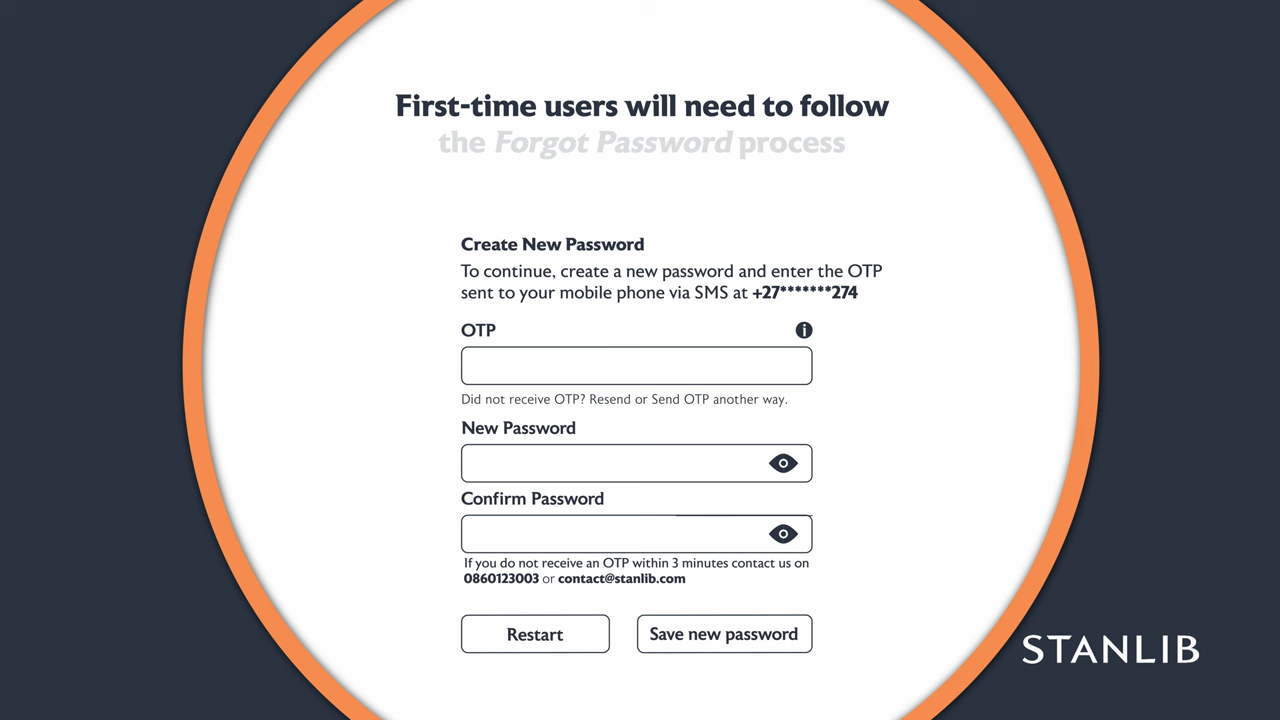 First-time users will need to follow
the Forgot Password process
Create New Password
To continue, create a new password and enter the OTP
sent to your mobile phone via SMS at +27*******274
OTP
Did not receive OTP? Resend or Send OTP another way.
New Password
Confirm Password
If you do not receive an OTP within 3 minutes contact us on
0860123003 or contact@stanlib.com
Restart
Save new password
STANLIB